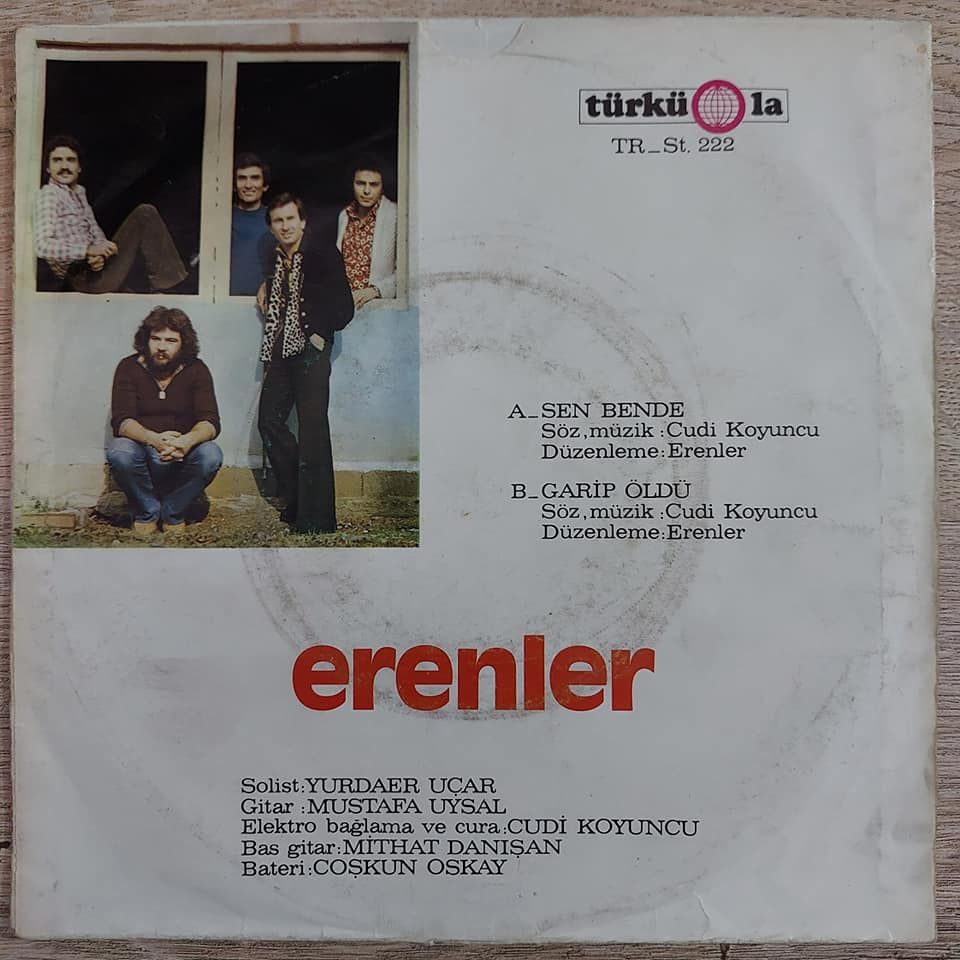 türkü la
TR_St. 222
A_SEN BENDE
Söz,müzik :Cudi Koyuncu
Düzenleme:Erenler
B_GARİP ÖLDÜ
Söz,müzik :Cudi Koyuncu
Düzenleme:Erenler
erenler
Solist:YURDAER UÇAR
Gitar :MUSTAFA UYSAL
Elektro bağlama ve cura:CUDİ KOYUNCU
Bas gitar:MİTHAT DANIŞAN
Bateri:COŞKUN OSKAY